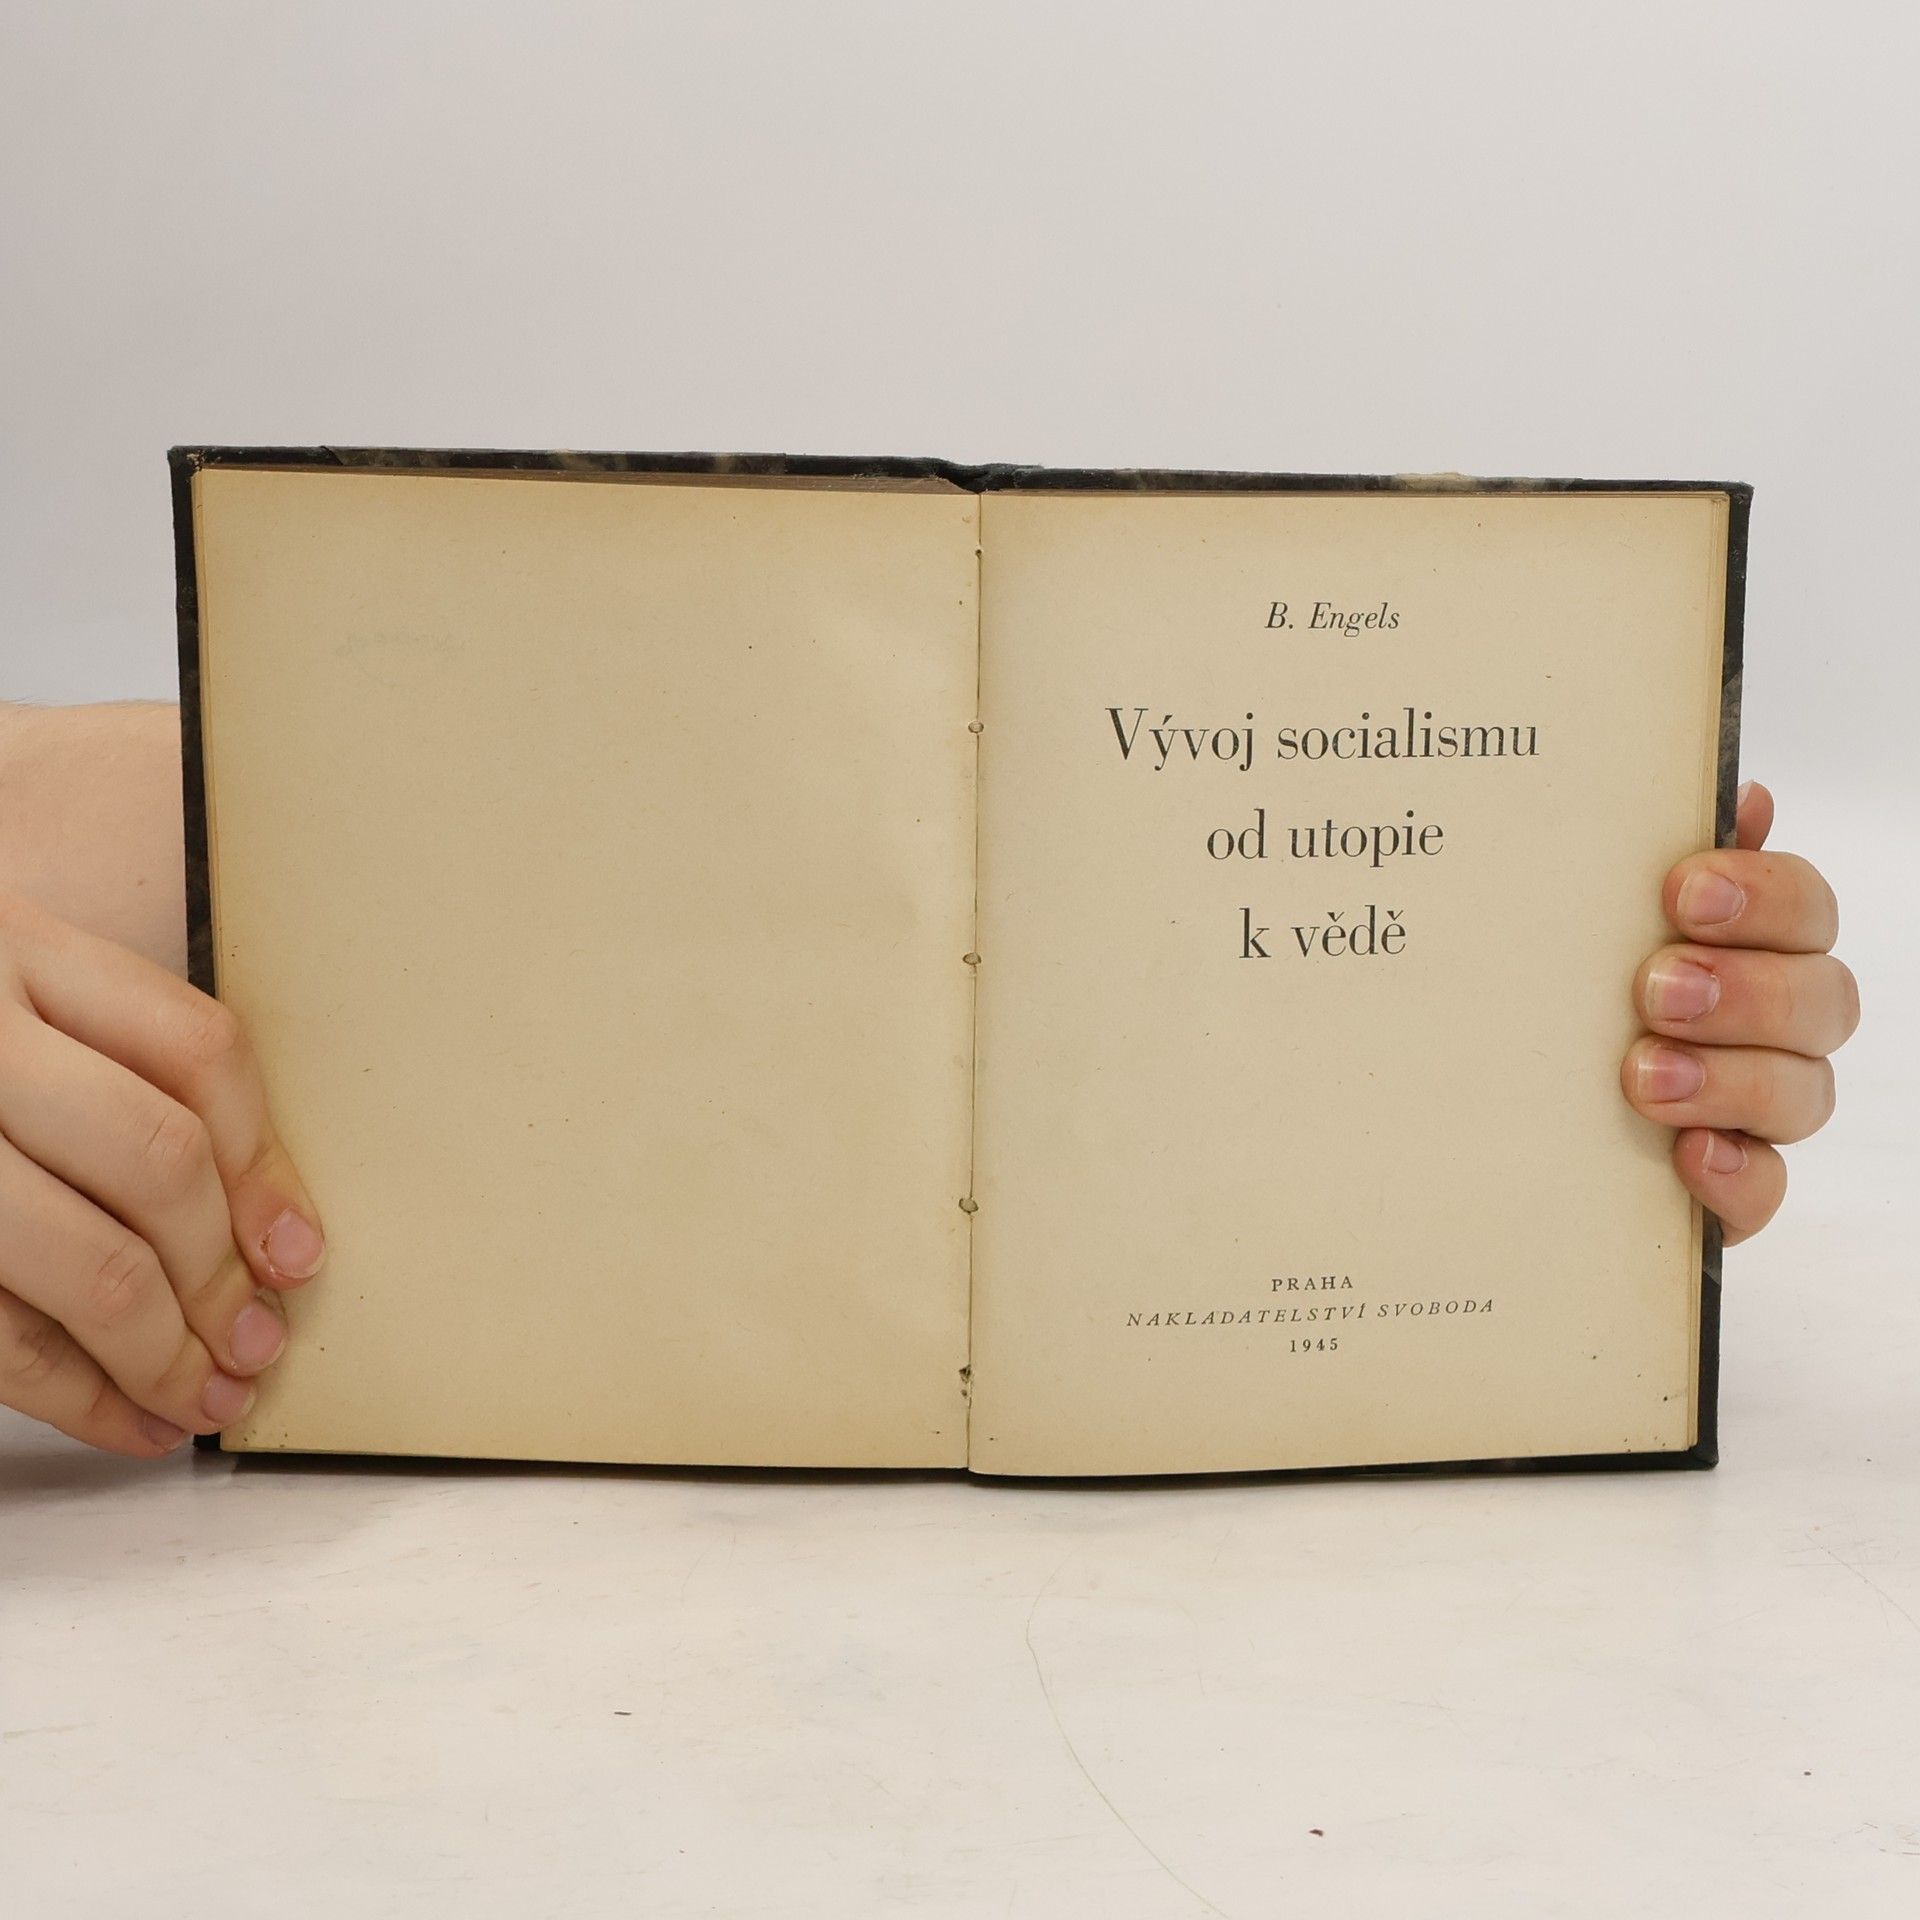 B. Engels
Vývoj socialismu
od utopie
k vědě
PRAHA
NAKLADATELSTVÍ SVOBODA
1945